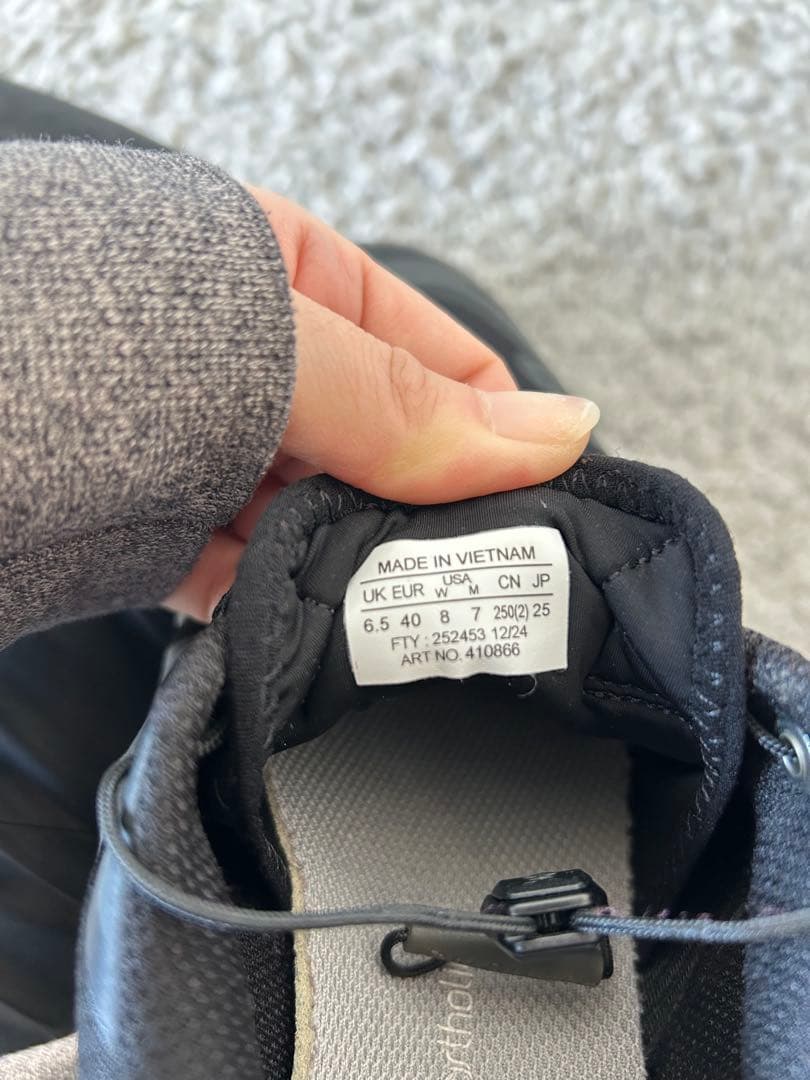 MADE IN VIETNAM
UK EUR USA W M CN JP
6.5 40 8 7 250(2) 25
FTY : 252453 12/24
ART NO. 410866